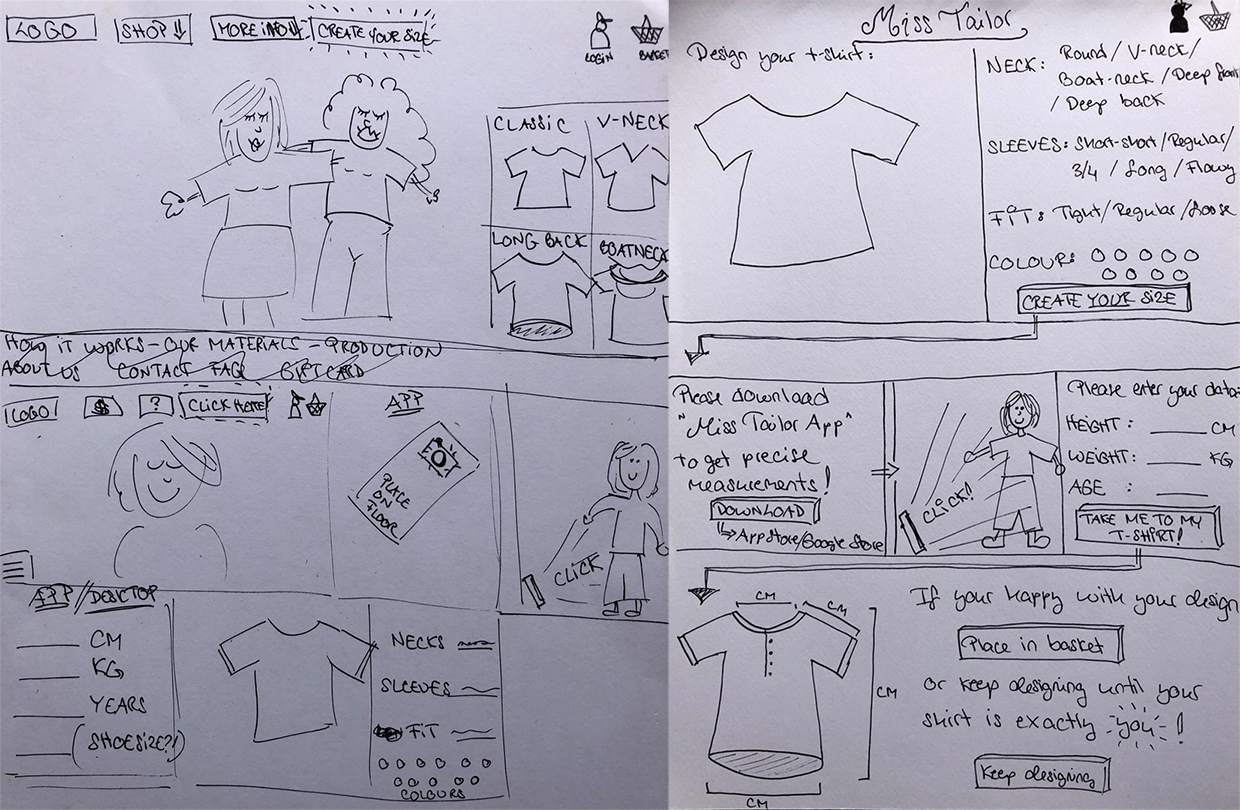 LOGO
SHOP
MORE INFO
CREATE YOUR SIZE
LOGIN
BASKET
CLASSIC
V-NECK
LONG BACK
BOATNECK
HOW IT WORKS - OUR MATERIALS - PRODUCTION
ABOUT US CONTACT FAQ GIFT CARD
LOGO
$
?
CLICK HERE
APP
PLACE
ON
FLOOR
CLICK
APP/DESKTOP
CM
KG
YEARS
(SHOESIZE?!)
NECKS
SLEEVES
FIT
COLOURS
Miss Tailor
Design your t-shirt:
NECK: Round / V-neck/
Boat-neck / Deep
/ Deep back
SLEEVES: Short-short/Regular/
3/4 / Long / Flowy
FIT: Tight/Regular/Loose
COLOUR:
CREATE YOUR SIZE
Please download
"Miss Tailor App"
to get precise
measurements!
DOWNLOAD
App Store/Google Store
CLICK!
Please enter your data:
HEIGHT: CM
WEIGHT: KG
AGE :
TAKE ME TO MY
T-SHIRT!
CM
CM
CM
CM
If your happy with your design
Place in basket
or keep designing until your
shirt is exactly you!
Keep designing